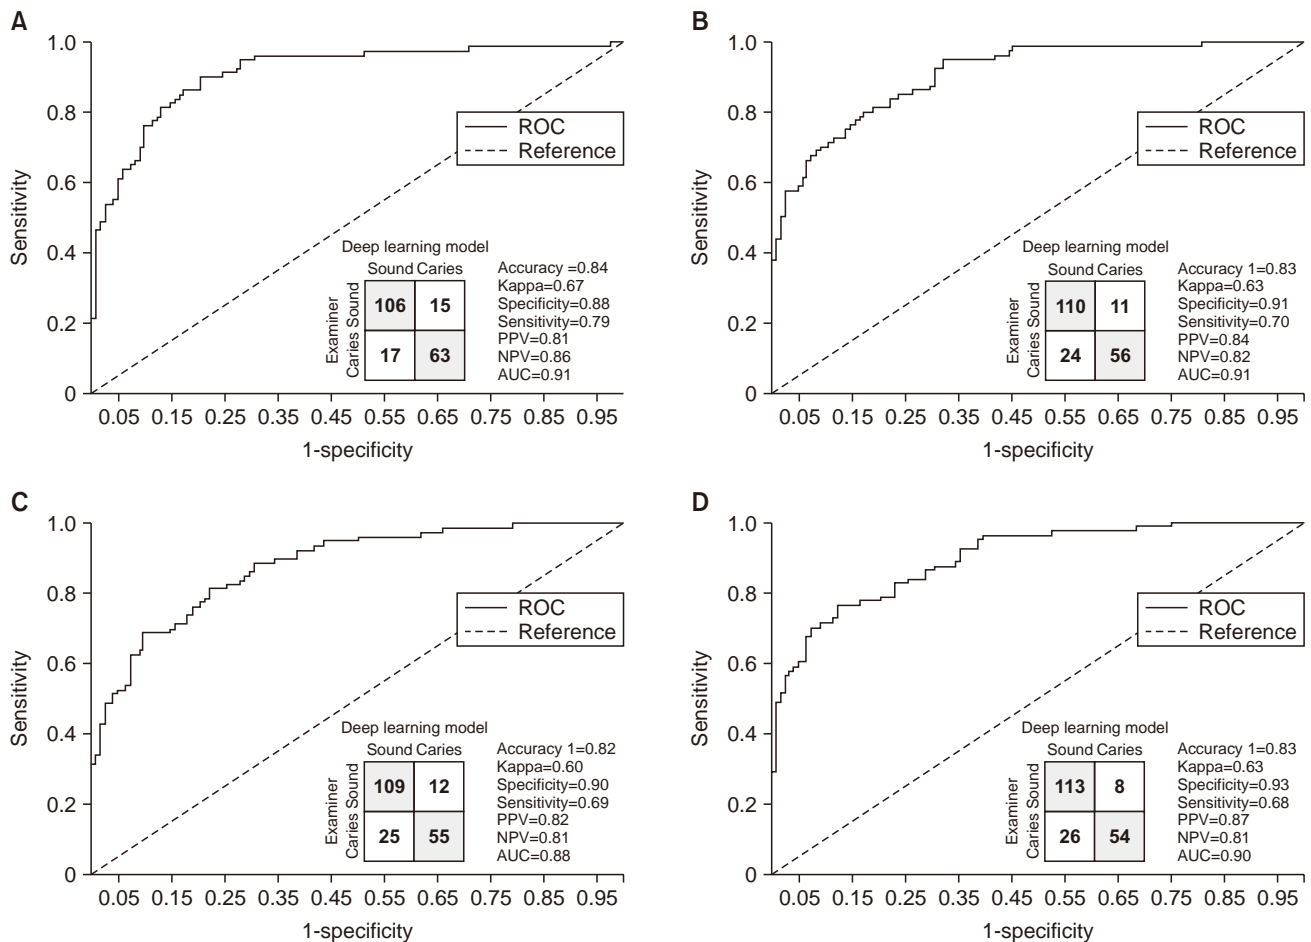 A
1.0
0.8
0.6
0.4
0.2
0
Sensitivity
ROC
Reference
Deep learning model
Sound Caries
Examiner
Caries Sound
106 15
17 63
Accuracy =0.84
Kappa=0.67
Specificity=0.88
Sensitivity=0.79
PPV=0.81
NPV=0.86
AUC=0.91
0.05 0.15 0.25 0.35 0.45 0.55 0.65 0.75 0.85 0.95
1-specificity
B
1.0
0.8
0.6
0.4
0.2
0
Sensitivity
ROC
Reference
Deep learning model
Sound Caries
Examiner
Caries Sound
110 11
24 56
Accuracy 1=0.83
Kappa=0.63
Specificity=0.91
Sensitivity=0.70
PPV=0.84
NPV=0.82
AUC=0.91
0.05 0.15 0.25 0.35 0.45 0.55 0.65 0.75 0.85 0.95
1-specificity
C
1.0
0.8
0.6
0.4
0.2
0
Sensitivity
ROC
Reference
Deep learning model
Sound Caries
Examiner
Caries Sound
109 12
25 55
Accuracy 1=0.82
Kappa=0.60
Specificity=0.90
Sensitivity=0.69
PPV=0.82
NPV=0.81
AUC=0.88
0.05 0.15 0.25 0.35 0.45 0.55 0.65 0.75 0.85 0.95
1-specificity
D
1.0
0.8
0.6
0.4
0.2
0
Sensitivity
ROC
Reference
Deep learning model
Sound Caries
Examiner
Caries Sound
113 8
26 54
Accuracy 1=0.83
Kappa=0.63
Specificity=0.93
Sensitivity=0.68
PPV=0.87
NPV=0.81
AUC=0.90
0.05 0.15 0.25 0.35 0.45 0.55 0.65 0.75 0.85 0.95
1-specificity